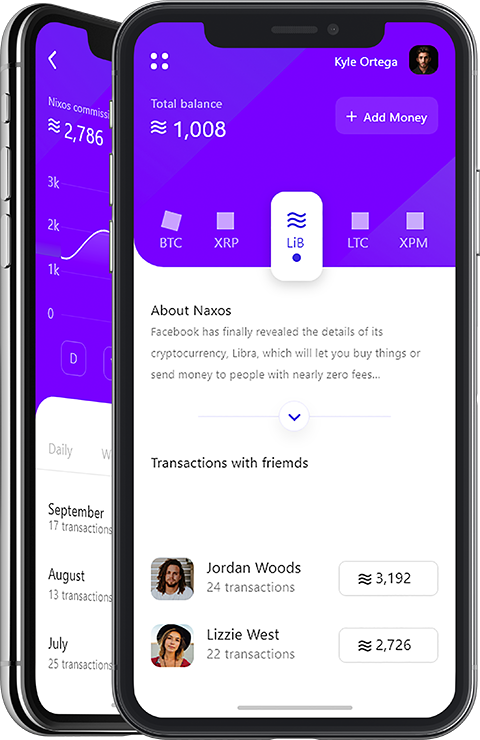 Nixos commissi
2,786
3k
2k
1k
0
D
Daily
W
September
17 transactions
August
13 transactions
July
25 transactions
Kyle Ortega
Total balance
1,008
+ Add Money
BTC
XRP
LiB
LTC
XPM
About Naxos
Facebook has finally revealed the details of its
cryptocurrency, Libra, which will let you buy things or
send money to people with nearly zero fees...
Transactions with friemds
Jordan Woods
24 transactions
3,192
Lizzie West
22 transactions
2,726